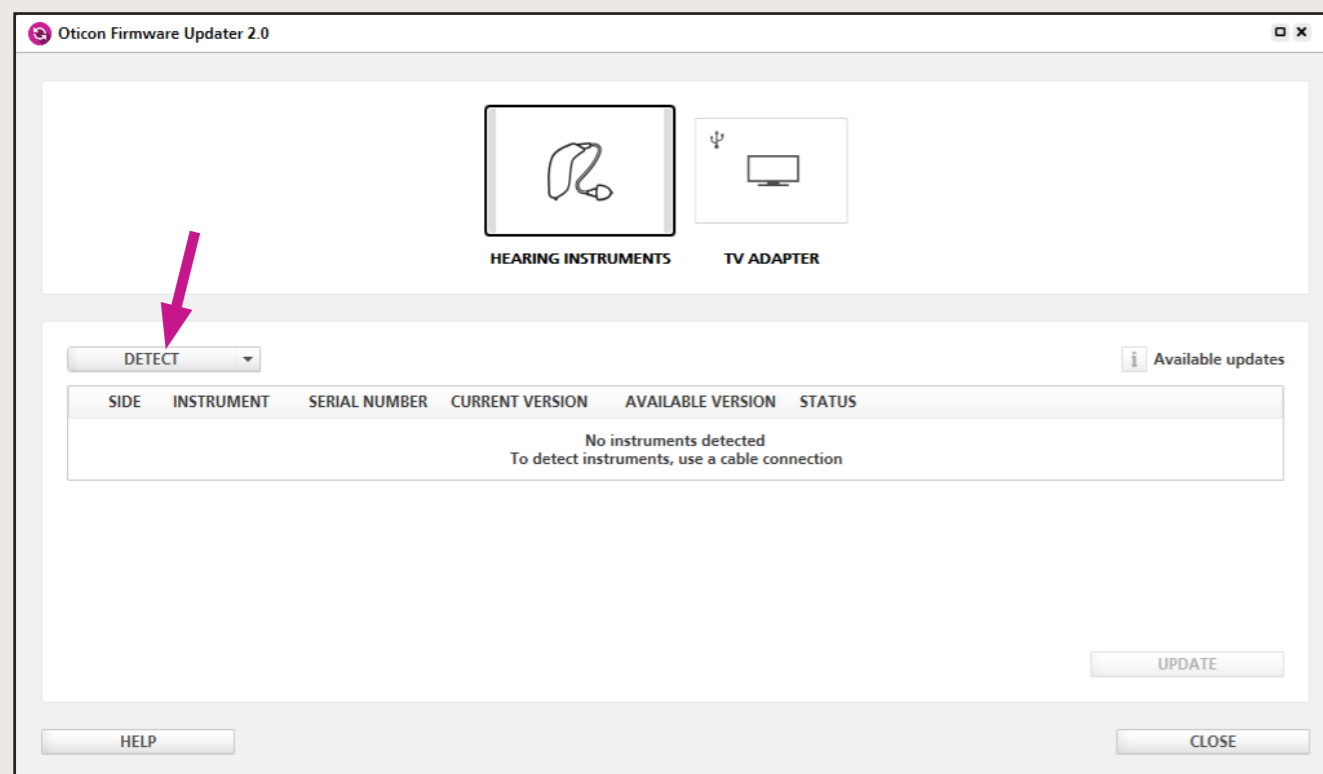 Oticon Firmware Updater 2.0
HEARING INSTRUMENTS
TV ADAPTER
DETECT
i Available updates
SIDE INSTRUMENT SERIAL NUMBER CURRENT VERSION AVAILABLE VERSION STATUS
No instruments detected
To detect instruments, use a cable connection
UPDATE
HELP
CLOSE